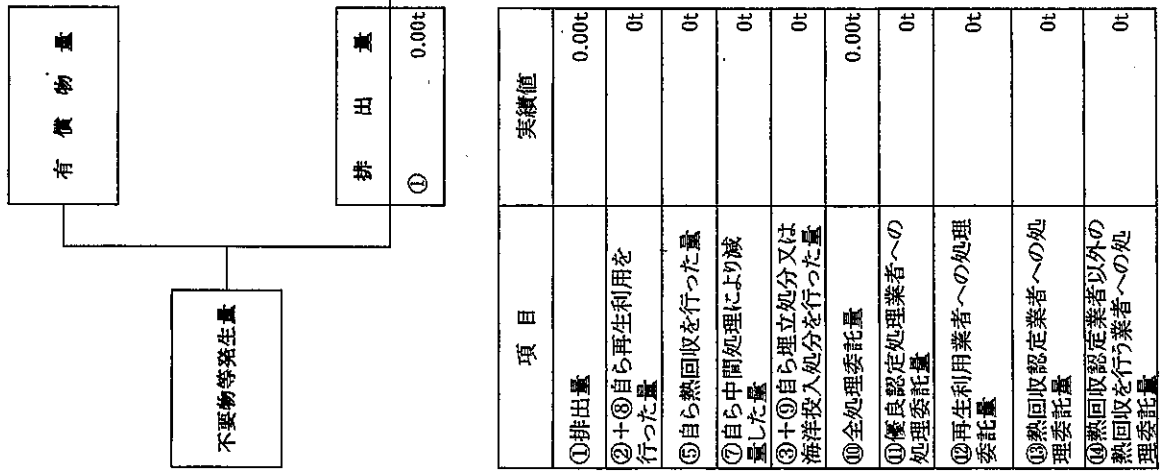 有償物量
不要物等発生量
排出量
① 0.00t
項目 実績値
①排出量 0.00t
②+⑧自ら再生利用を
行った量 0t
⑤自ら熱回収を行った量 0t
⑦自ら中間処理により減
量した量 0t
③+⑨自ら埋立処分又は
海洋投入処分を行った量 0t
⑩全処理委託量 0.00t
⑪優良認定処理業者への
処理委託量 0t
⑫再生利用業者への処理
委託量 0t
⑬熱回収認定業者への処
理委託量 0t
⑭熱回収認定業者以外の
熱回収を行う業者への処
理委託量 0t